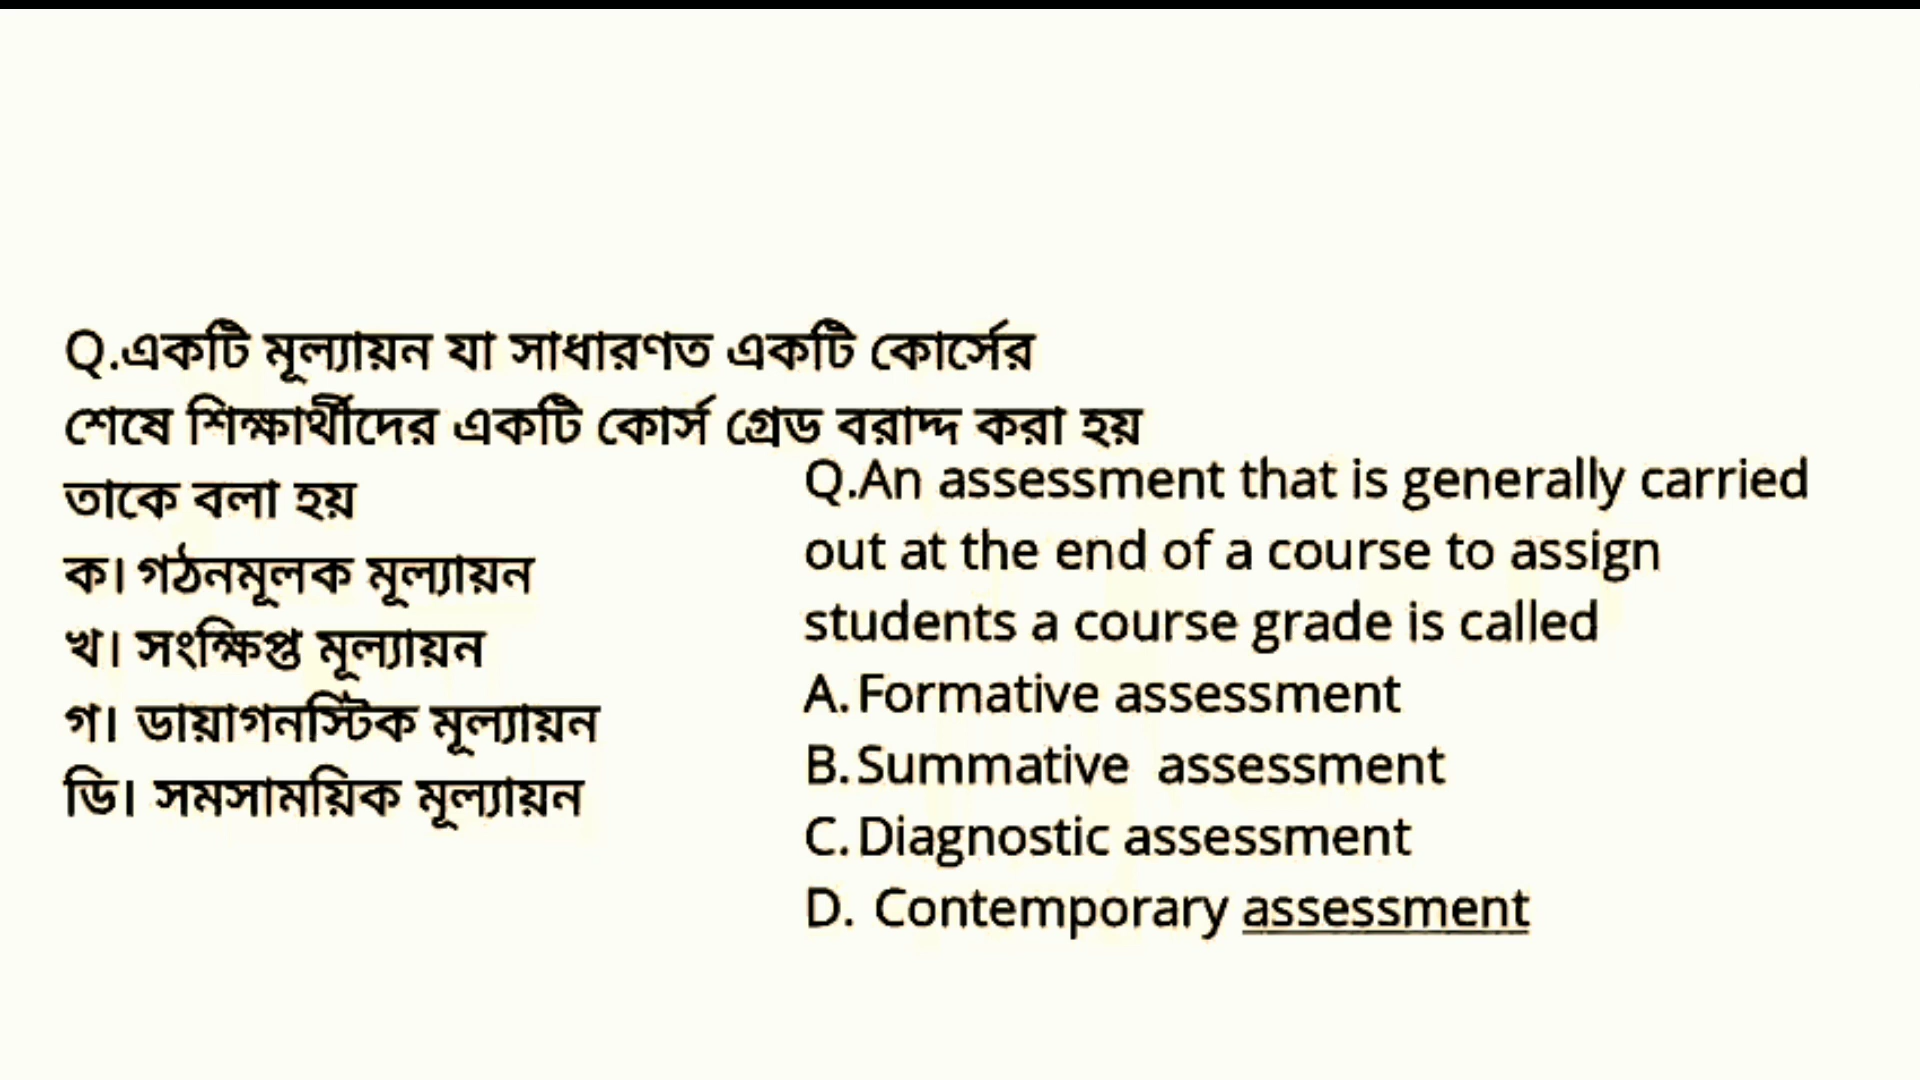 Q.একটি মূল্যায়ন যা সাধারণত একটি কোর্সের
শেষে শিক্ষার্থীদের একটি কোর্স গ্রেড বরাদ্দ করা হয়
তাকে বলা হয়
ক। গঠনমূলক মূল্যায়ন
খ। সংক্ষিপ্ত মূল্যায়ন
গ। ডায়াগনস্টিক মূল্যায়ন
ডি। সমসাময়িক মূল্যায়ন
Q.An assessment that is generally carried
out at the end of a course to assign
students a course grade is called
A. Formative assessment
B. Summative assessment
C. Diagnostic assessment
D. Contemporary assessment